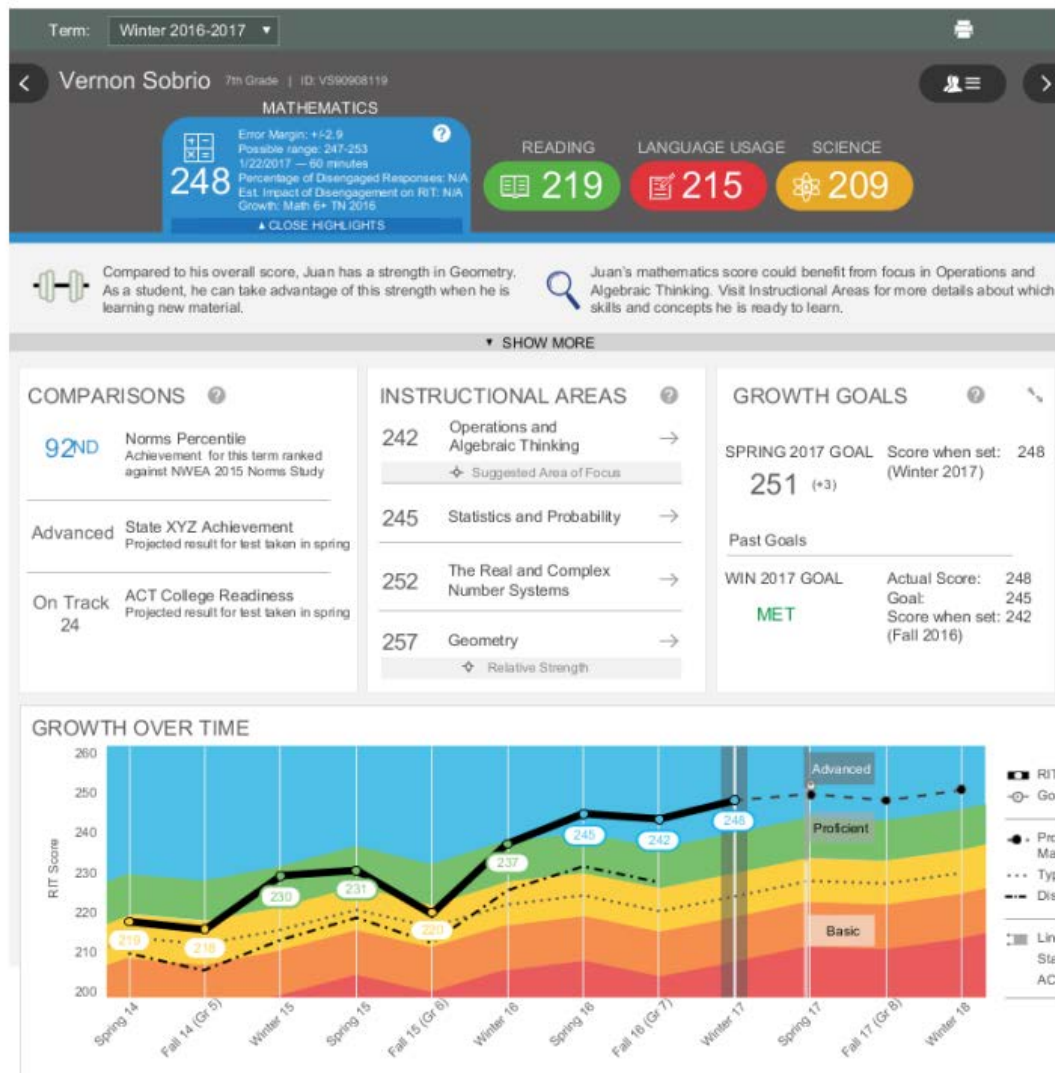 Term: Winter 2016-2017
Vernon Sobrio 7th Grade | ID: VS90908119
MATHEMATICS
248
Error Margin: +/-2.9
Possible range: 247-253
1/22/2017 — 60 minutes
Percentage of Disengaged Responses: N/A
Est. Impact of Disengagement on RIT: N/A
Growth: Math 6+ TN 2016
▲ CLOSE HIGHLIGHTS
?
READING
219
LANGUAGE USAGE
215
SCIENCE
209
Compared to his overall score, Juan has a strength in Geometry.
As a student, he can take advantage of this strength when he is
learning new material.
Juan's mathematics score could benefit from focus in Operations and
Algebraic Thinking. Visit Instructional Areas for more details about which
skills and concepts he is ready to learn.
▼ SHOW MORE
COMPARISONS ?
92ND
Norms Percentile
Achievement for this term ranked
against NWEA 2015 Norms Study
Advanced
State XYZ Achievement
Projected result for test taken in spring
On Track
24
ACT College Readiness
Projected result for test taken in spring
INSTRUCTIONAL AREAS ?
242
Operations and
Algebraic Thinking
Suggested Area of Focus
245 Statistics and Probability
252
The Real and Complex
Number Systems
257 Geometry
Relative Strength
GROWTH GOALS ?
SPRING 2017 GOAL
251 (+3)
Score when set: 248
(Winter 2017)
Past Goals
WIN 2017 GOAL
MET
Actual Score: 248
Goal: 245
Score when set: 242
(Fall 2016)
GROWTH OVER TIME
RIT Score
260
250
240
230
220
210
200
219
218
230
231
220
237
245
242
248
Advanced
Proficient
Basic
Spring 14
Fall 14 (Gr 5)
Winter 15
Spring 15
Fall 15 (Gr 6)
Winter 16
Spring 16
Fall 16 (Gr 7)
Winter 17
Spring 17
Fall 17 (Gr 8)
Winter 18
RIT
Go
Pro
Ma
Typ
Dis
Lin
Sta
AC